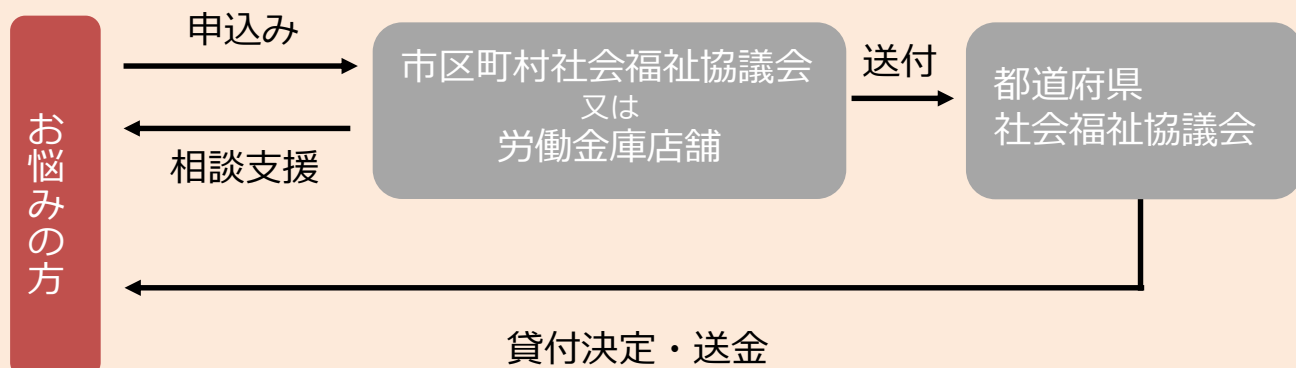 お悩みの方
申込み
相談支援
市区町村社会福祉協議会
又は
労働金庫店舗
送付
都道府県
社会福祉協議会
貸付決定・送金